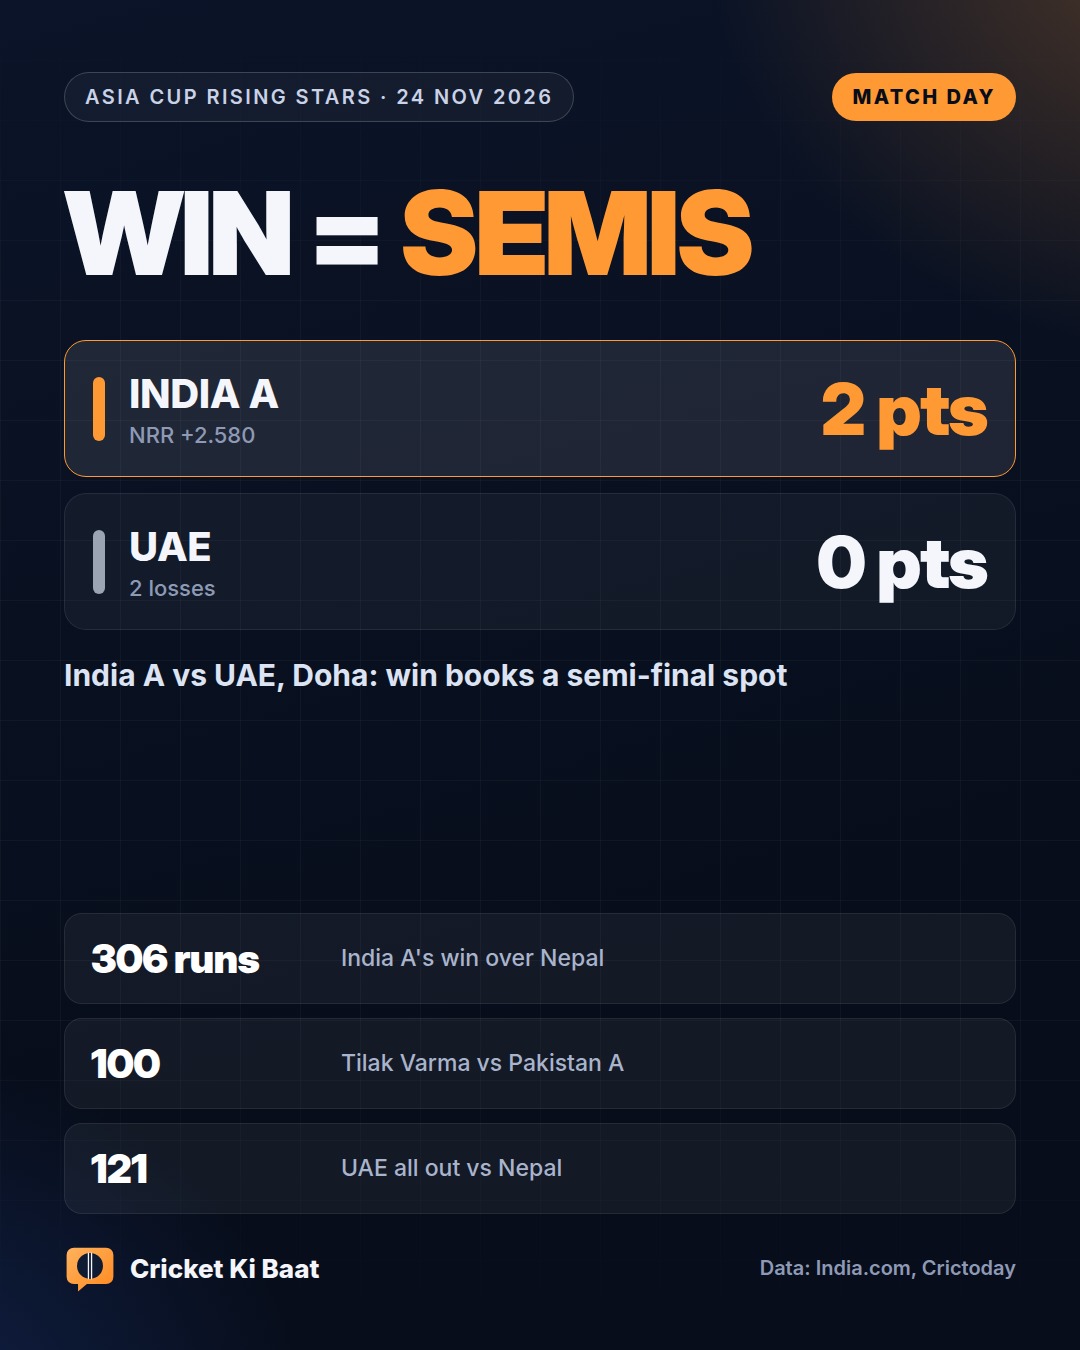 ASIA CUP RISING STARS · 24 NOV 2026
MATCH DAY
WIN = SEMIS
INDIA A
NRR +2.580
2 pts
UAE
2 losses
0 pts
India A vs UAE, Doha: win books a semi-final spot
306 runs
India A's win over Nepal
100
Tilak Varma vs Pakistan A
121
UAE all out vs Nepal
Cricket Ki Baat
Data: India.com, Crictoday